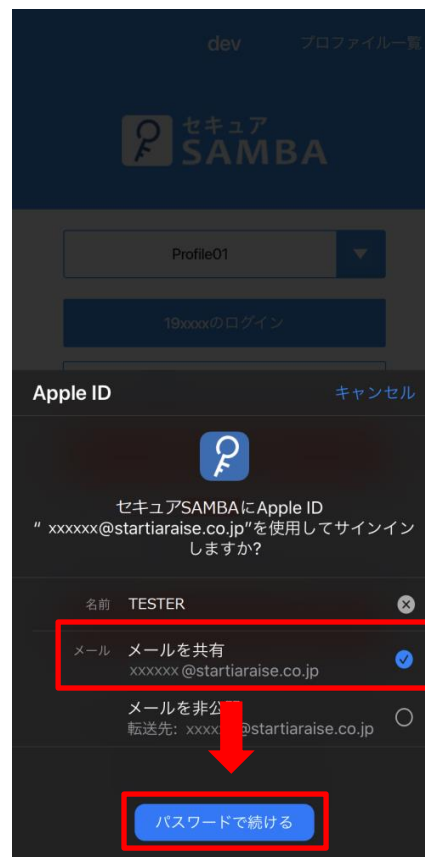 dev プロファイル一覧
セキュア
SAMBA
Profile01
19xxxxのログイン
Apple ID キャンセル
セキュアSAMBAにApple ID
“ xxxxxx@startiaraise.co.jp”を使用してサインイン
しますか?
名前 TESTER
メール メールを共有
xxxxxx @startiaraise.co.jp
メールを非公
転送先: xxxx @startiaraise.co.jp
パスワードで続ける